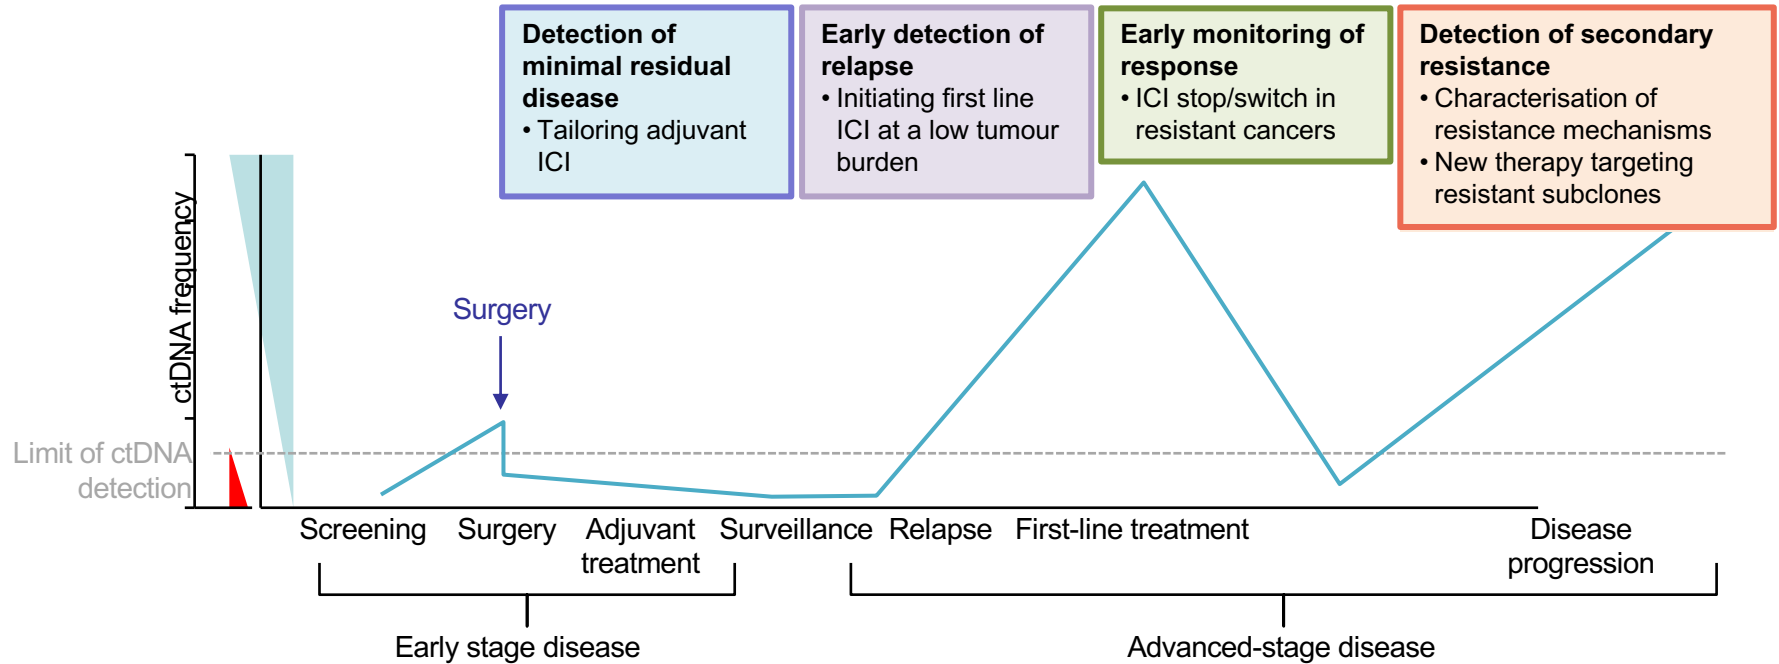 Detection of
minimal residual
disease
• Tailoring adjuvant
ICI
Early detection of
relapse
• Initiating first line
ICI at a low tumour
burden
Early monitoring of
response
• ICI stop/switch in
resistant cancers
Detection of secondary
resistance
• Characterisation of
resistance mechanisms
• New therapy targeting
resistant subclones
ctDNA frequency
Surgery
Limit of ctDNA
detection
Screening
Surgery
Adjuvant
treatment
Surveillance
Relapse
First-line treatment
Disease
progression
Early stage disease
Advanced-stage disease